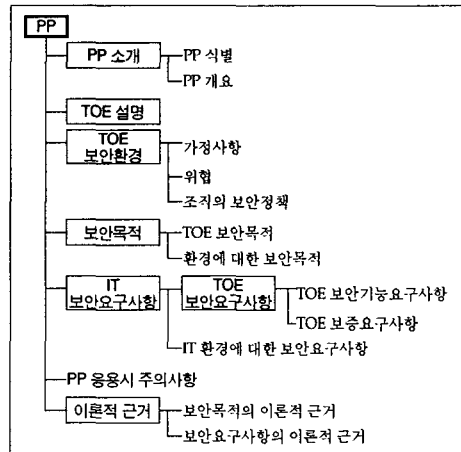 PP
PP 소개
PP 식별
PP 개요
TOE 설명
TOE
보안환경
가정사항
위협
조직의 보안정책
보안목적
TOE 보안목적
환경에 대한 보안목적
IT
보안요구사항
TOE
보안요구사항
TOE 보안기능요구사항
TOE 보증요구사항
IT 환경에 대한 보안요구사항
PP 응용시 주의사항
이론적 근거
보안목적의 이론적 근거
보안요구사항의 이론적 근거